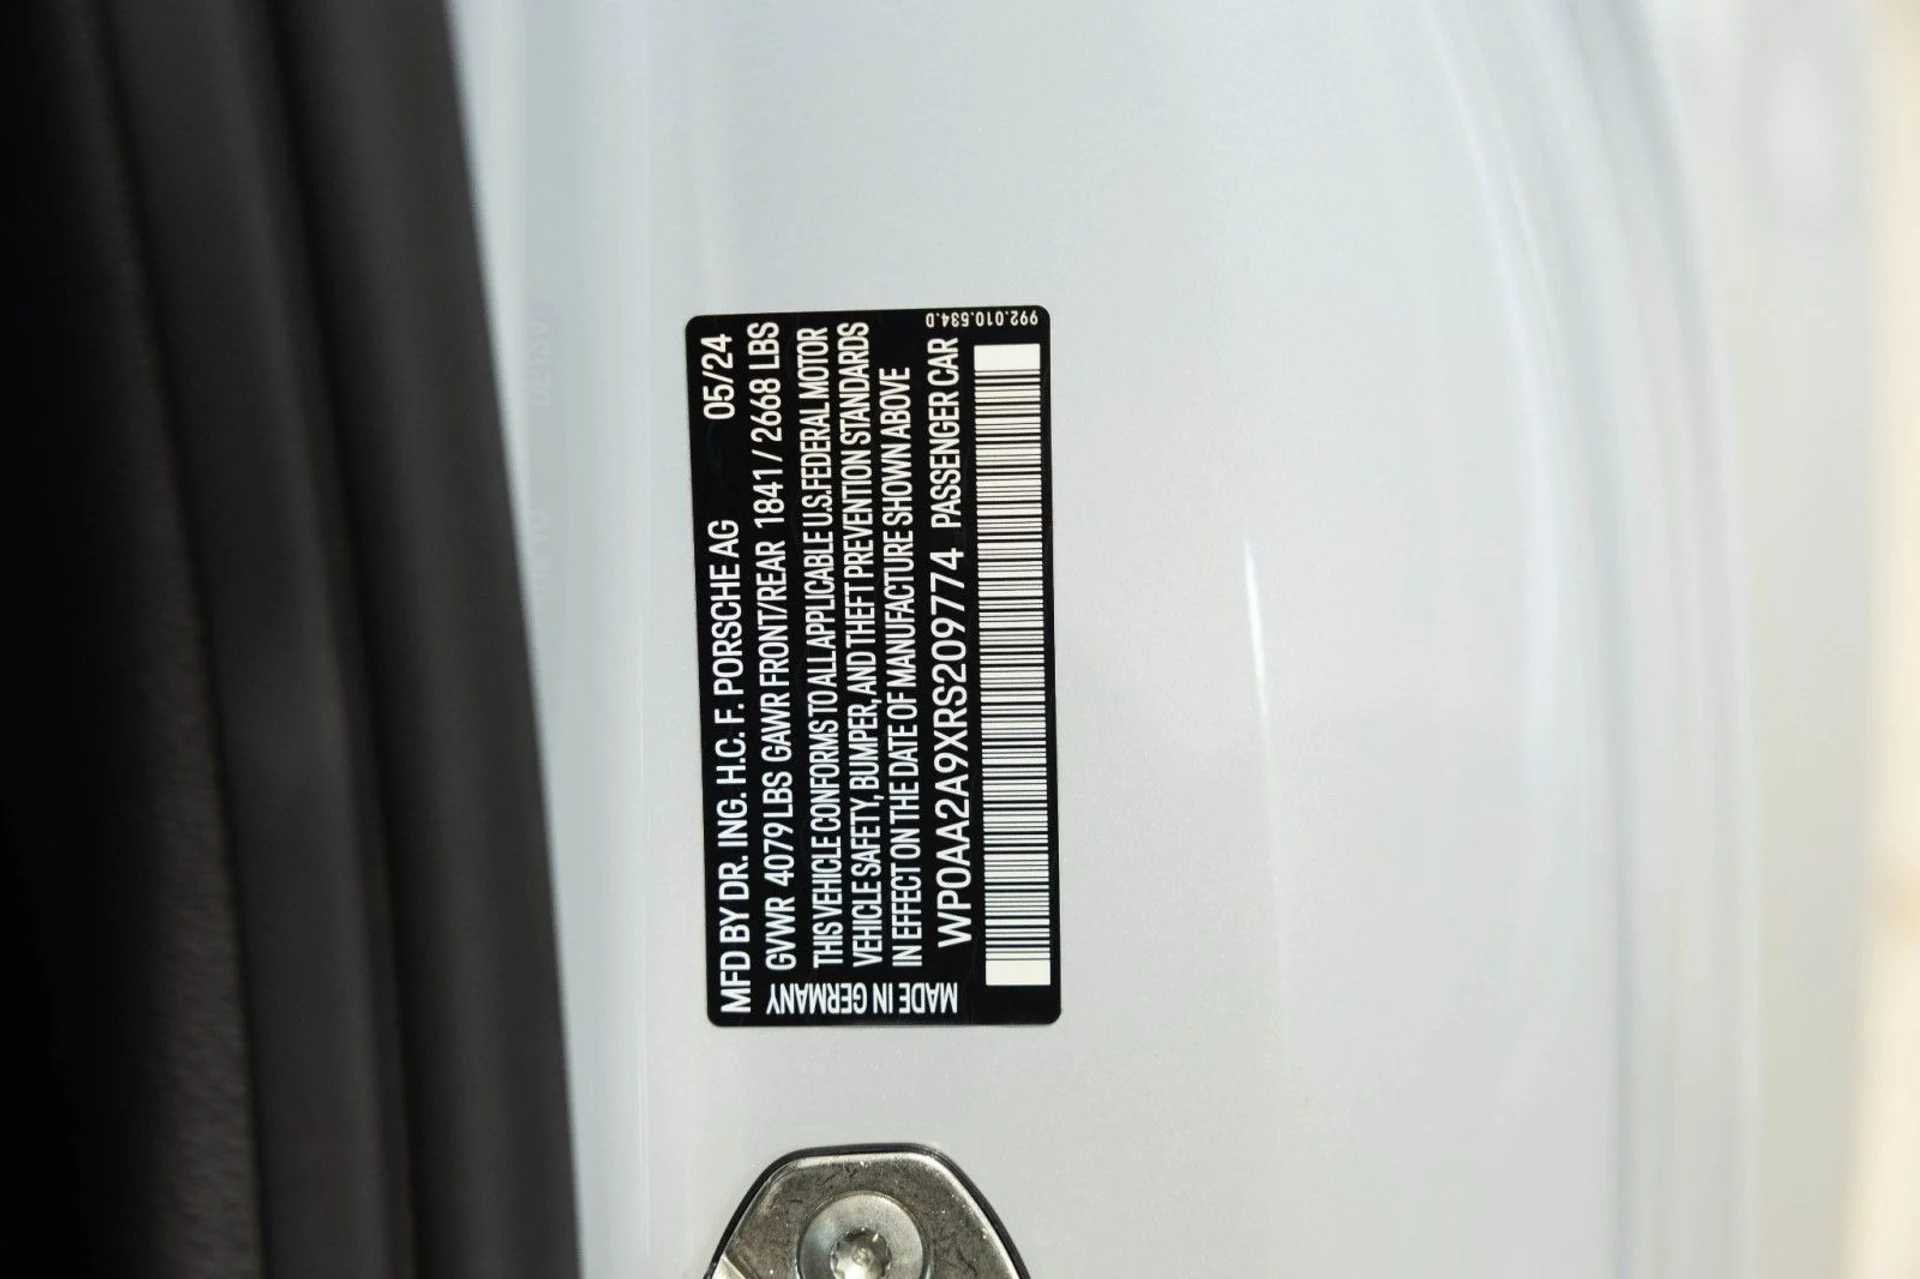 MFD BY DR. ING. H.C. F. PORSCHE AG 05/24
GVWR 4079 LBS GAWR FRONT/REAR 1841 / 2668 LBS
THIS VEHICLE CONFORMS TO ALL APPLICABLE U.S. FEDERAL MOTOR
VEHICLE SAFETY, BUMPER, AND THEFT PREVENTION STANDARDS
IN EFFECT ON THE DATE OF MANUFACTURE SHOWN ABOVE
WP0AA2A9XRS209774 PASSENGER CAR
MADE IN GERMANY
992.010.534.D